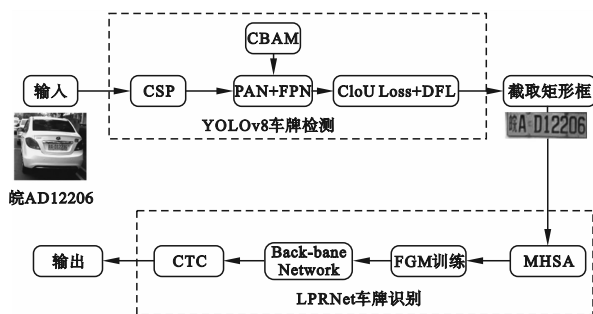 CBAM
输入
CSP
PAN+FPN
CloU Loss+DFL
截取矩形框
YOLOv8车牌检测
皖A D12206
皖AD12206
输出
CTC
Back-bane
Network
FGM训练
MHSA
LPRNet车牌识别